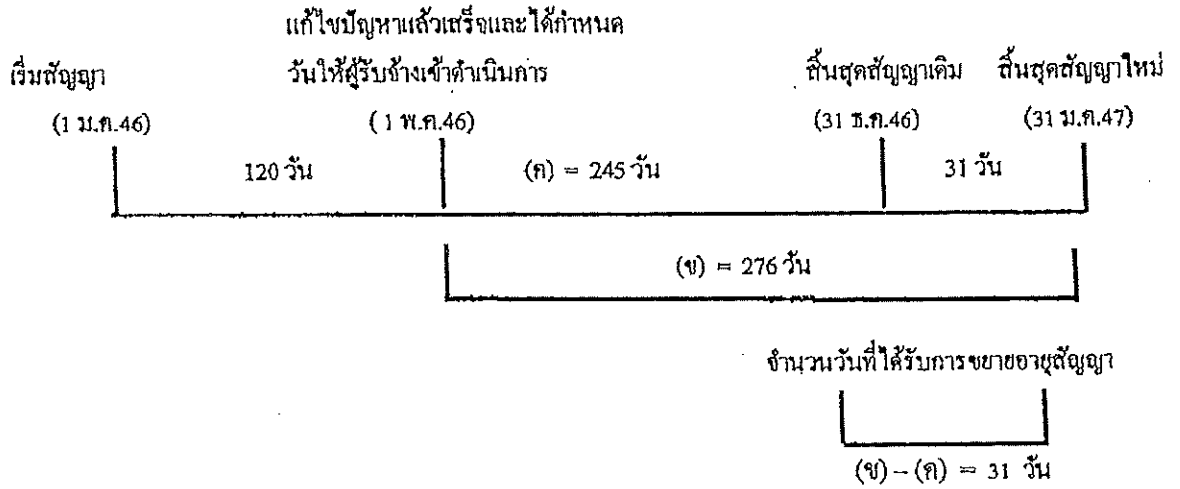 แก้ไขปัญหาแล้วเสร็จและได้กำหนด
เริ่มสัญญา วันให้ผู้รับจ้างเข้าดำเนินการ สิ้นสุดสัญญาเดิม สิ้นสุดสัญญาใหม่
(1 ม.ค.46) ( 1 พ.ค.46) (31 ธ.ค.46) (31 ม.ค.47)
120 วัน (ค) = 245 วัน 31 วัน
(ข) = 276 วัน
จำนวนวันที่ได้รับการขยายอายุสัญญา
(ข) – (ค) = 31 วัน